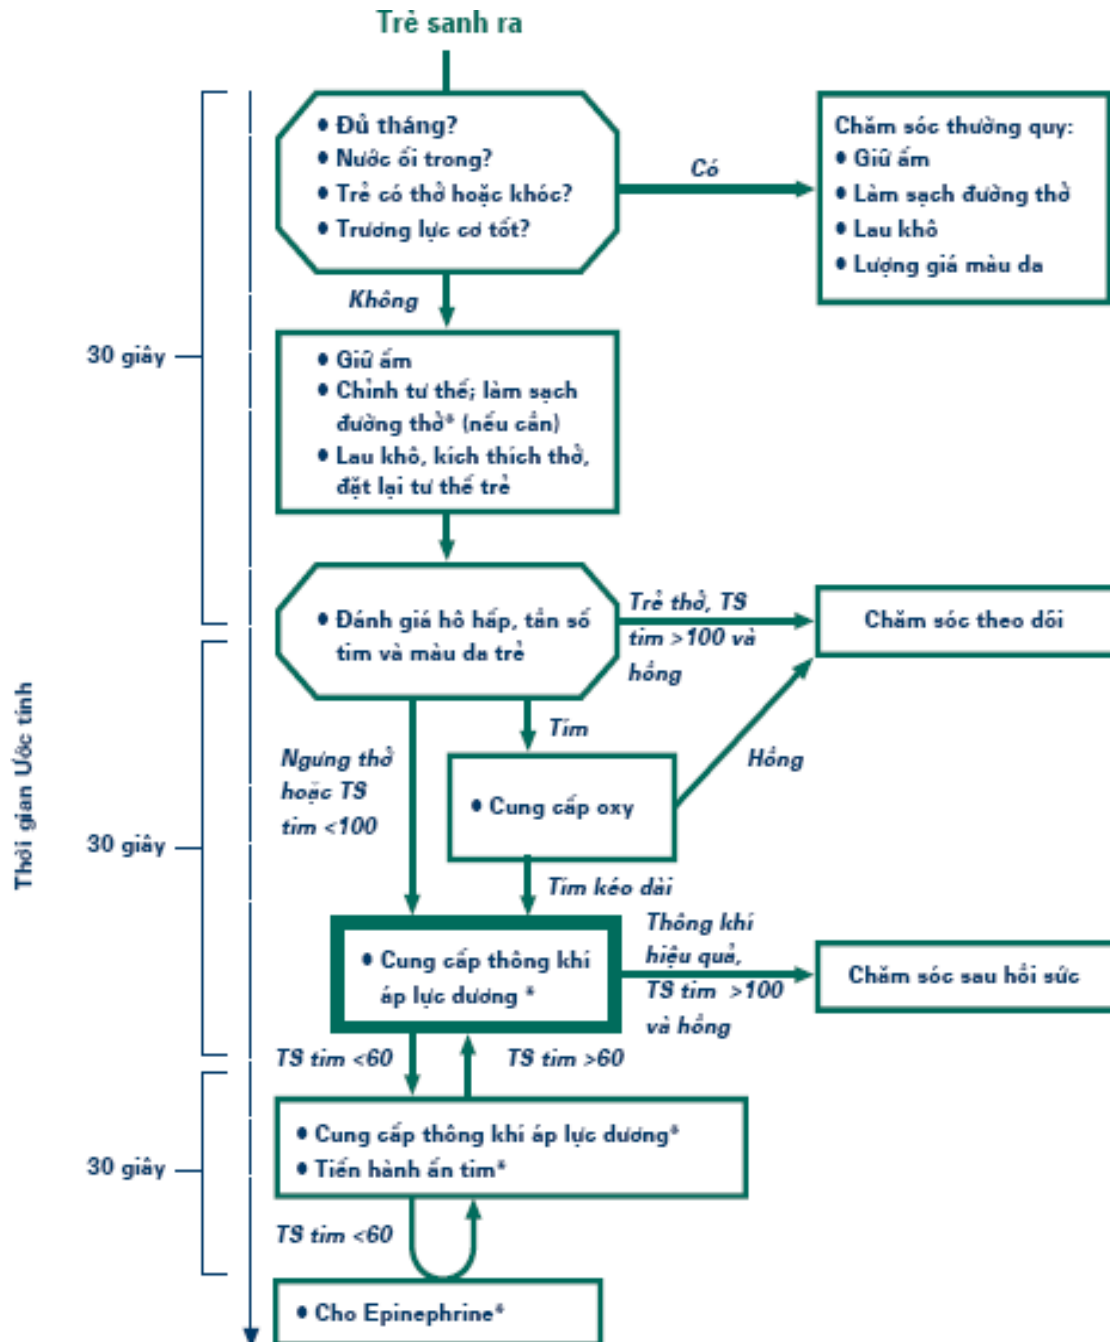 Trẻ sanh ra
• Đủ tháng?
• Nước ối trong?
• Trẻ có thở hoặc khóc?
• Trương lực cơ tốt?
Có
Chăm sóc thường quy:
• Giữ ấm
• Làm sạch đường thở
• Lau khô
• Lượng giá màu da
Không
30 giây
• Giữ ấm
• Chỉnh tư thế; làm sạch
đường thở* (nếu cần)
• Lau khô, kích thích thở,
đặt lại tư thế trẻ
• Đánh giá hô hấp, tần số
tim và màu da trẻ
Trẻ thở, TS
tim >100 và
hồng
Chăm sóc theo dõi
Thời gian Ước tính
30 giây
Ngưng thở
hoặc TS
tim <100
Tím
• Cung cấp oxy
Hồng
Tím kéo dài
• Cung cấp thông khí
áp lực dương *
Thông khí
hiệu quả,
TS tim >100
và hồng
Chăm sóc sau hồi sức
TS tim <60
TS tim >60
30 giây
• Cung cấp thông khí áp lực dương*
• Tiến hành ấn tim*
TS tim <60
• Cho Epinephrine*